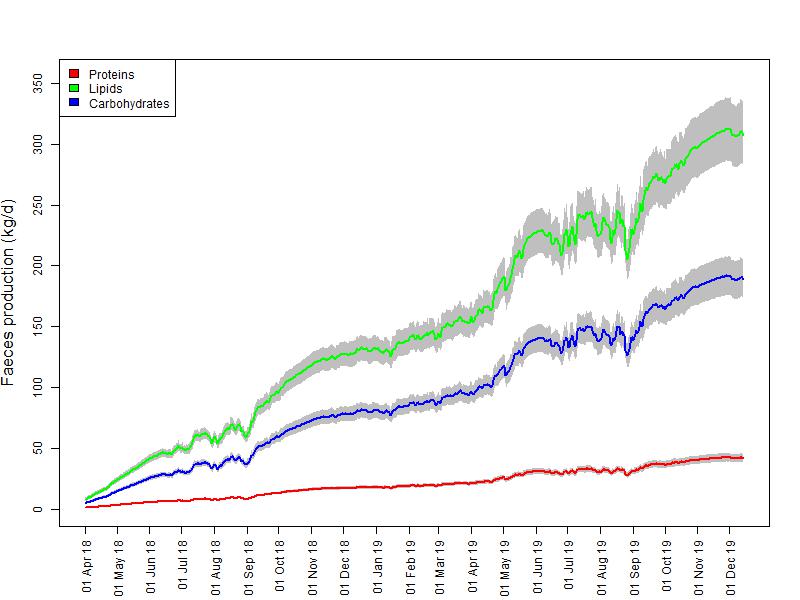 Proteins
Lipids
Carbohydrates
Faeces production (kg/d)
350
300
250
200
150
100
50
0
01 Apr 18
01 May 18
01 Jun 18
01 Jul 18
01 Aug 18
01 Sep 18
01 Oct 18
01 Nov 18
01 Dec 18
01 Jan 19
01 Feb 19
01 Mar 19
01 Apr 19
01 May 19
01 Jun 19
01 Jul 19
01 Aug 19
01 Sep 19
01 Oct 19
01 Nov 19
01 Dec 19